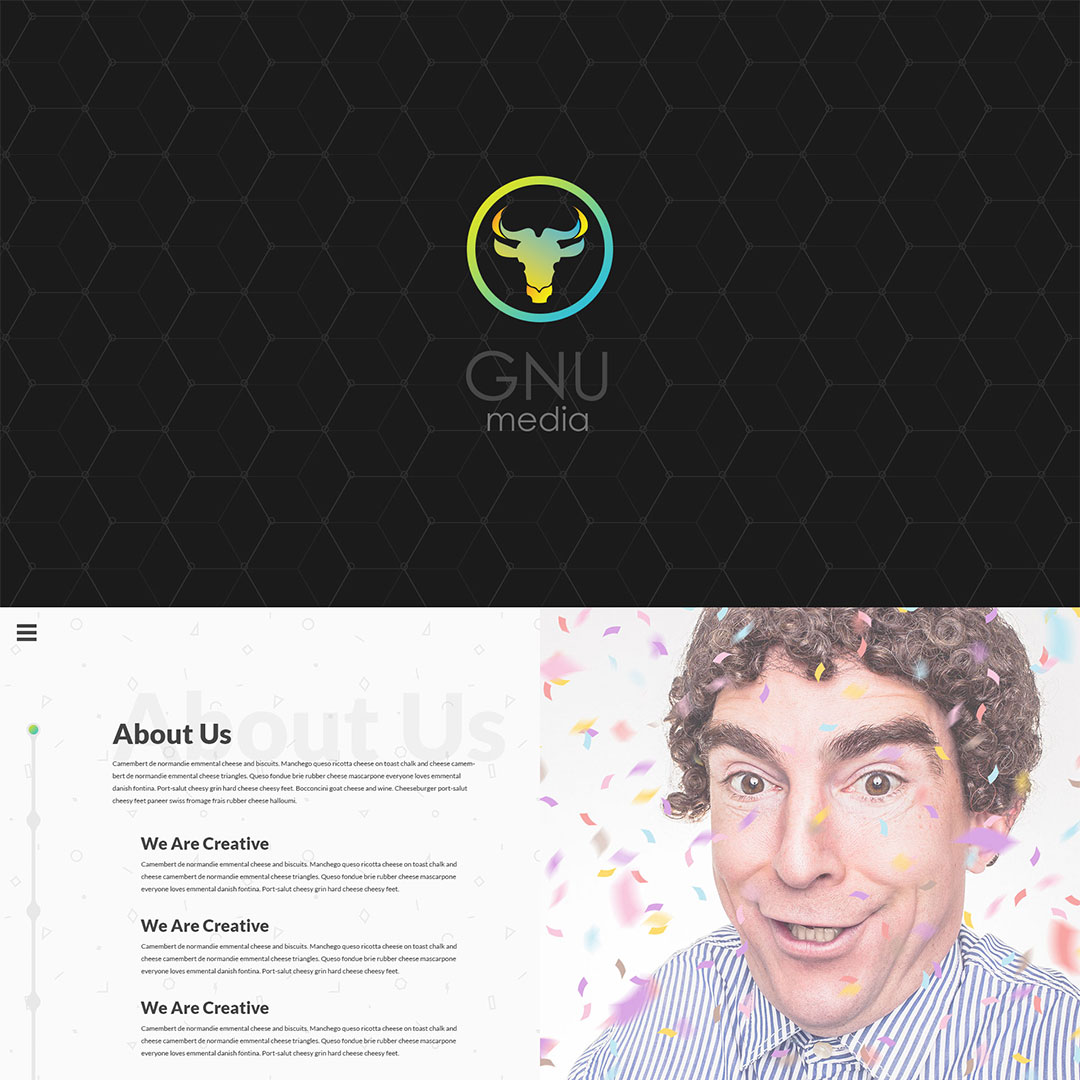 GNU
media
About Us
About Us
Camembert de normandie emmental cheese and biscuits. Manchego queso ricotta cheese on toast chalk and cheese camem-
bert de normandie emmental cheese triangles. Queso fondue brie rubber cheese mascarpone everyone loves emmental
danish fontina. Port-salut cheesy grin hard cheese cheesy feet. Bocconcini goat cheese and wine. Cheeseburger port-salut
cheesy feet paneer swiss fromage frais rubber cheese halloumi.
We Are Creative
Camembert de normandie emmental cheese and biscuits. Manchego queso ricotta cheese on toast chalk and
cheese camembert de normandie emmental cheese triangles. Queso fondue brie rubber cheese mascarpone
everyone loves emmental danish fontina. Port-salut cheesy grin hard cheese cheesy feet.
We Are Creative
Camembert de normandie emmental cheese and biscuits. Manchego queso ricotta cheese on toast chalk and
cheese camembert de normandie emmental cheese triangles. Queso fondue brie rubber cheese mascarpone
everyone loves emmental danish fontina. Port-salut cheesy grin hard cheese cheesy feet.
We Are Creative
Camembert de normandie emmental cheese and biscuits. Manchego queso ricotta cheese on toast chalk and
cheese camembert de normandie emmental cheese triangles. Queso fondue brie rubber cheese mascarpone
everyone loves emmental danish fontina. Port-salut cheesy grin hard cheese cheesy feet.